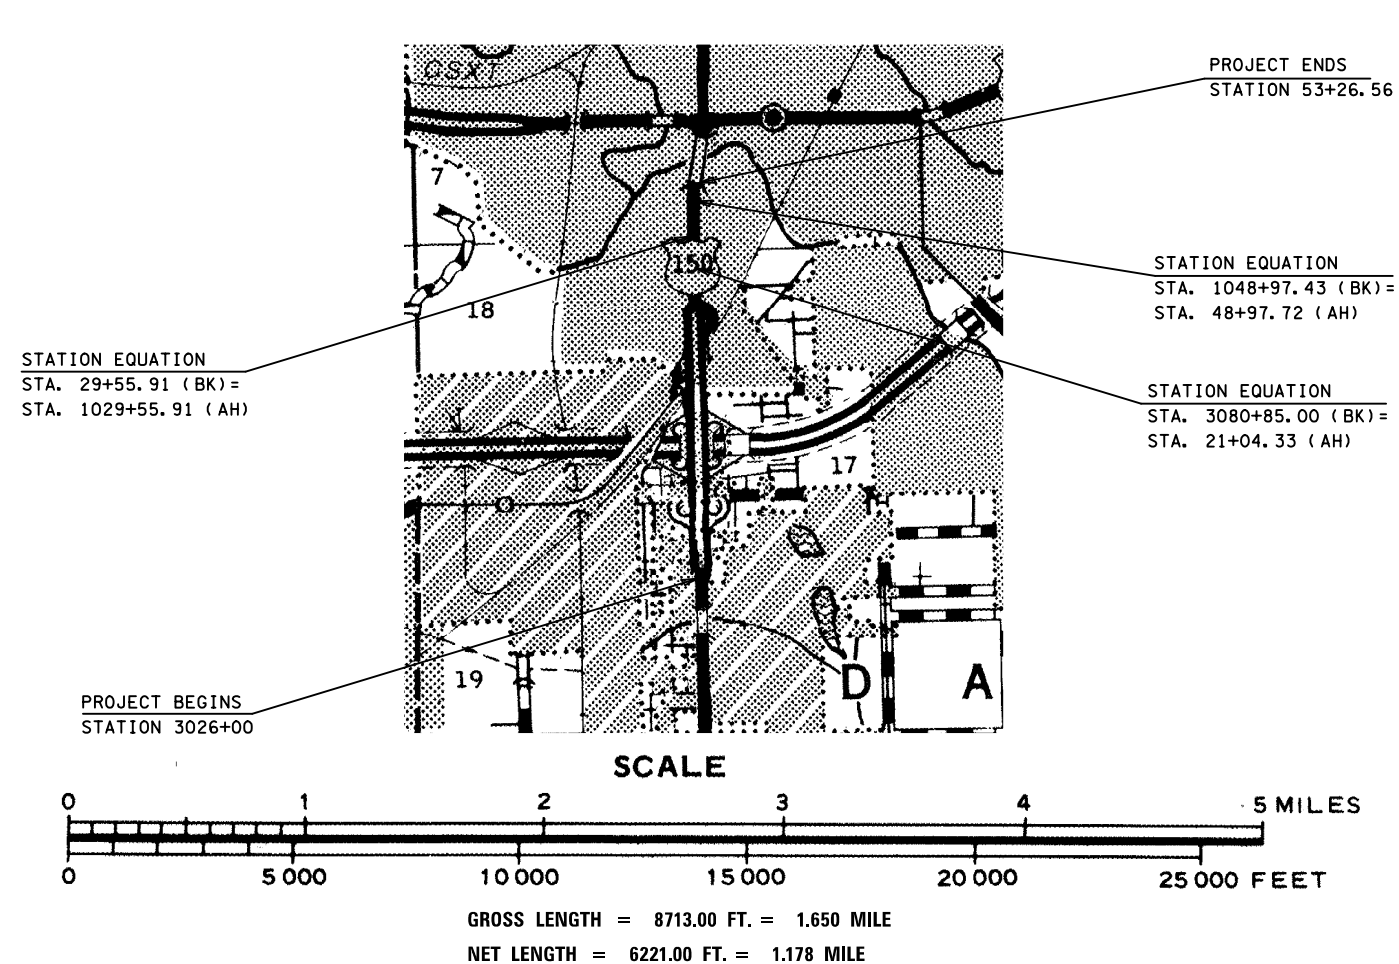 PROJECT ENDS
STATION 53+26.56
CSXT
7
150
18
STATION EQUATION
STA. 1048+97.43 (BK)=
STA. 48+97.72 (AH)
STATION EQUATION
STA. 29+55.91 (BK)=
STA. 1029+55.91 (AH)
STATION EQUATION
STA. 3080+85.00 (BK)=
STA. 21+04.33 (AH)
17
19
D
A
PROJECT BEGINS
STATION 3026+00
SCALE
0 1 2 3 4 5 MILES
0 5000 10000 15000 20000 25000 FEET
GROSS LENGTH = 8713.00 FT. = 1.650 MILE
NET LENGTH = 6221.00 FT. = 1.178 MILE